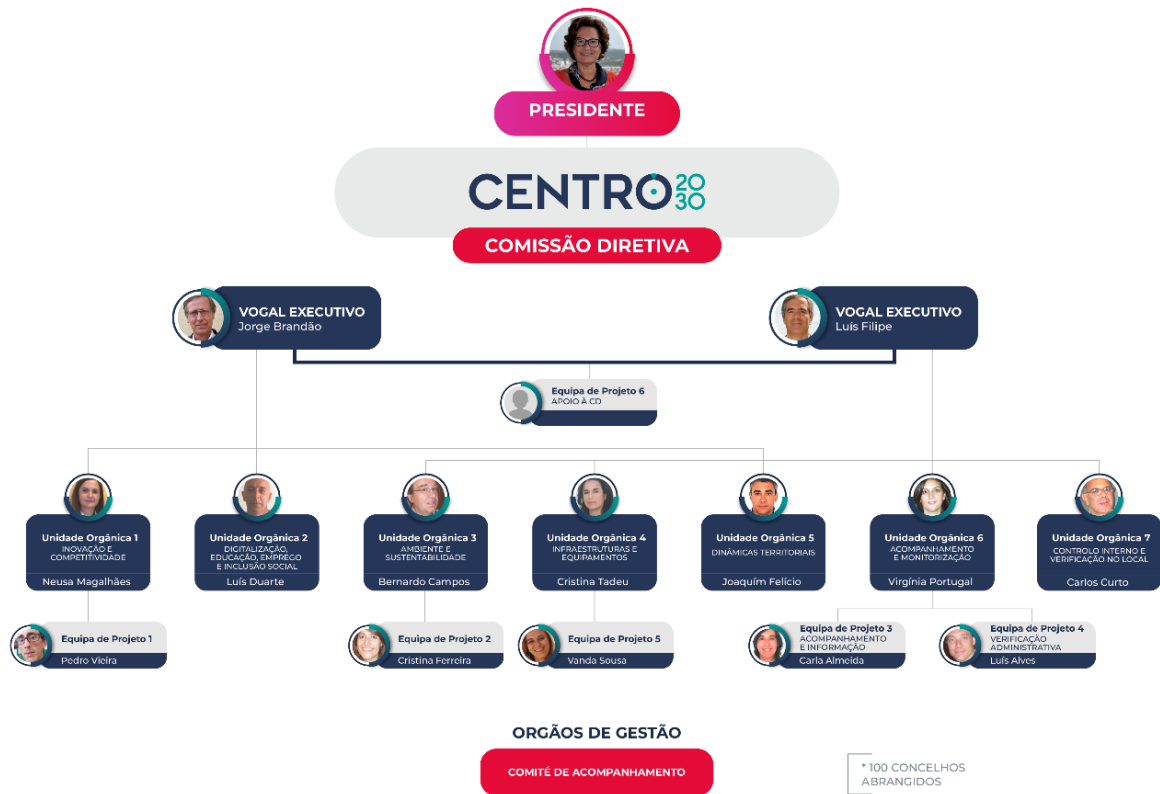 PRESIDENTE
CENTRO 20
30
COMISSÃO DIRETIVA
VOGAL EXECUTIVO
Jorge Brandão
VOGAL EXECUTIVO
Luís Filipe
Equipa de Projeto 6
APOIO À CD
Unidade Orgânica 1
INOVAÇÃO E
COMPETITIVIDADE
Neusa Magalhães
Unidade Orgânica 2
DIGITALIZAÇÃO,
EDUCAÇÃO, EMPREGO
E INCLUSÃO SOCIAL
Luís Duarte
Unidade Orgânica 3
AMBIENTE E
SUSTENTABILIDADE
Bernardo Campos
Unidade Orgânica 4
INFRAESTRUTURAS E
EQUIPAMENTOS
Cristina Tadeu
Unidade Orgânica 5
DINÂMICAS TERRITORIAIS
Joaquím Felício
Unidade Orgânica 6
ACOMPANHAMENTO
E MONITORIZAÇÃO
Virgínia Portugal
Unidade Orgânica 7
CONTROLO INTERNO E
VERIFICAÇÃO NO LOCAL
Carlos Curto
Equipa de Projeto 1
Pedro Vieira
Equipa de Projeto 2
Cristina Ferreira
Equipa de Projeto 5
Vanda Sousa
Equipa de Projeto 3
ACOMPANHAMENTO
E INFORMAÇÃO
Carla Almeida
Equipa de Projeto 4
VERIFICAÇÃO
ADMINISTRATIVA
Luís Alves
ORGÃOS DE GESTÃO
COMITÉ DE ACOMPANHAMENTO
* 100 CONCELHOS
ABRANGIDOS